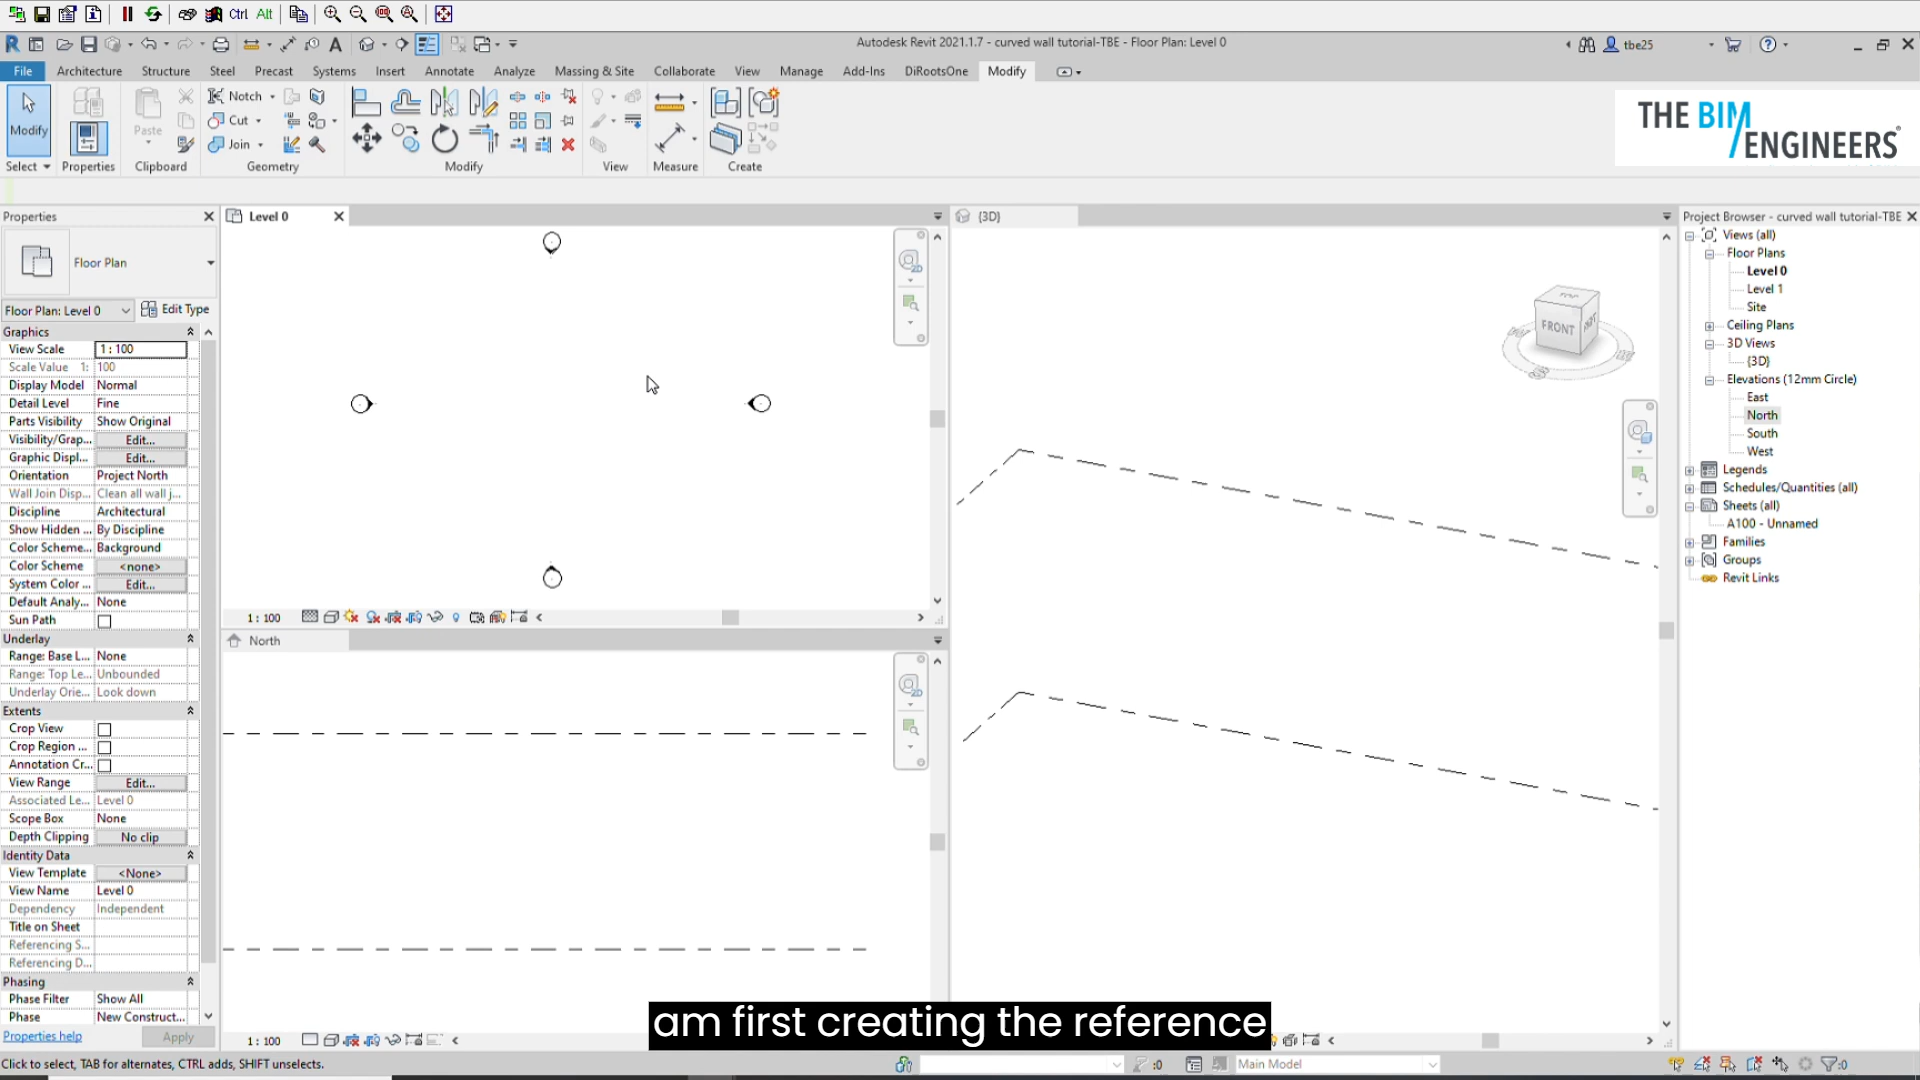 Ctrl Alt
Autodesk Revit 2021.1.7 - curved wall tutorial-TBE - Floor Plan: Level 0
tbe25
File Architecture Structure Steel Precast Systems Insert Annotate Analyze Massing & Site Collaborate View Manage Add-Ins DiRootsOne Modify
Modify
Paste
Notch
Cut
Join
Select Properties Clipboard Geometry Modify View Measure Create
THE BIM
ENGINEERS
Properties
Floor Plan
Floor Plan: Level 0 Edit Type
Graphics
View Scale 1 : 100
Scale Value 1: 100
Display Model Normal
Detail Level Fine
Parts Visibility Show Original
Visibility/Grap... Edit...
Graphic Displ... Edit...
Orientation Project North
Wall Join Disp... Clean all wall j...
Discipline Architectural
Show Hidden ... By Discipline
Color Scheme... Background
Color Scheme <none>
System Color ... Edit...
Default Analy... None
Sun Path
Underlay
Range: Base L... None
Range: Top Le... Unbounded
Underlay Orie... Look down
Extents
Crop View
Crop Region ...
Annotation Cr...
View Range Edit...
Associated Le... Level 0
Scope Box None
Depth Clipping No clip
Identity Data
View Template <None>
View Name Level 0
Dependency Independent
Title on Sheet
Referencing S...
Referencing D...
Phasing
Phase Filter Show All
Phase New Construct...
Properties help Apply
Level 0
1 : 100
North
1 : 100
{3D}
FRONT
Project Browser - curved wall tutorial-TBE
Views (all)
Floor Plans
Level 0
Level 1
Site
Ceiling Plans
3D Views
{3D}
Elevations (12mm Circle)
East
North
South
West
Legends
Schedules/Quantities (all)
Sheets (all)
A100 - Unnamed
Families
Groups
Revit Links
am first creating the reference
Click to select, TAB for alternates, CTRL adds, SHIFT unselects.
:0
Main Model
:0